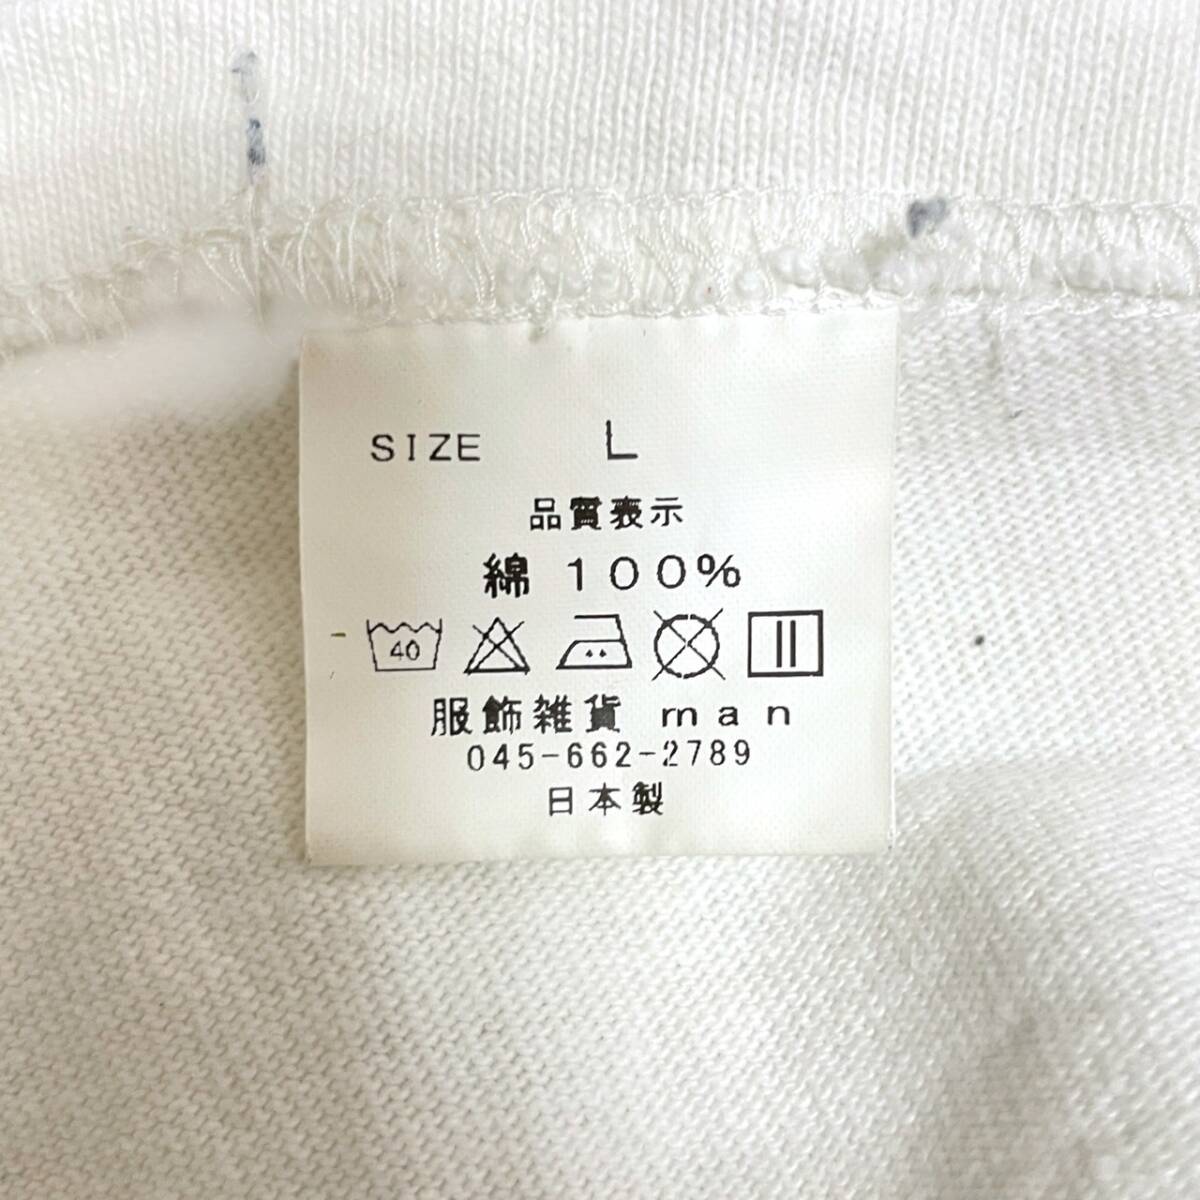 SIZE L
品質表示
綿 100%
40
服飾雑貨 man
045-662-2789
日本製